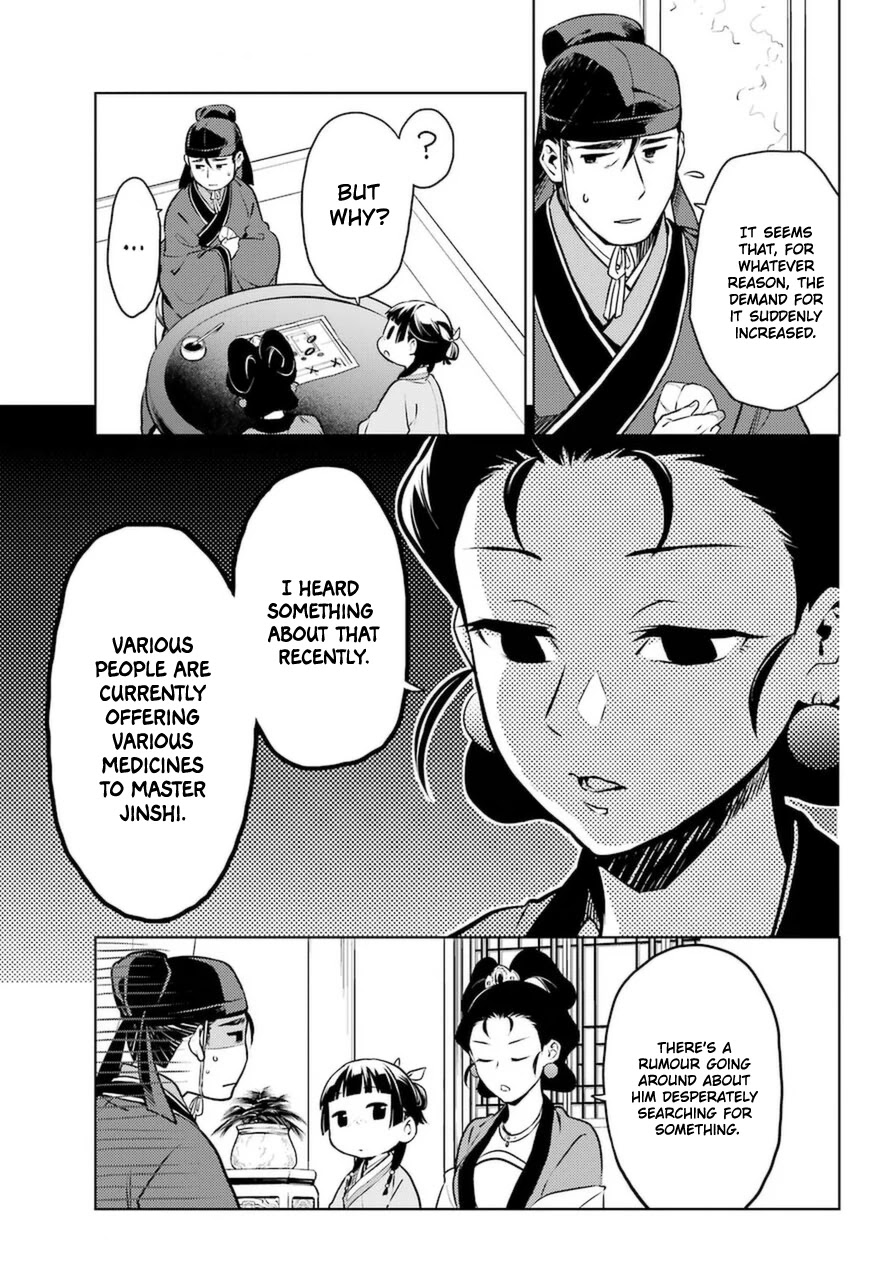 IT SEEMS
THAT, FOR
WHATEVER
REASON, THE
DEMAND FOR
IT SUDDENLY
INCREASED.
?
BUT
WHY?
...
I HEARD
SOMETHING
ABOUT THAT
RECENTLY.
VARIOUS
PEOPLE ARE
CURRENTLY
OFFERING
VARIOUS
MEDICINES
TO MASTER
JINSHI.
THERE'S A
RUMOUR GOING
AROUND ABOUT
HIM DESPERATELY
SEARCHING FOR
SOMETHING.